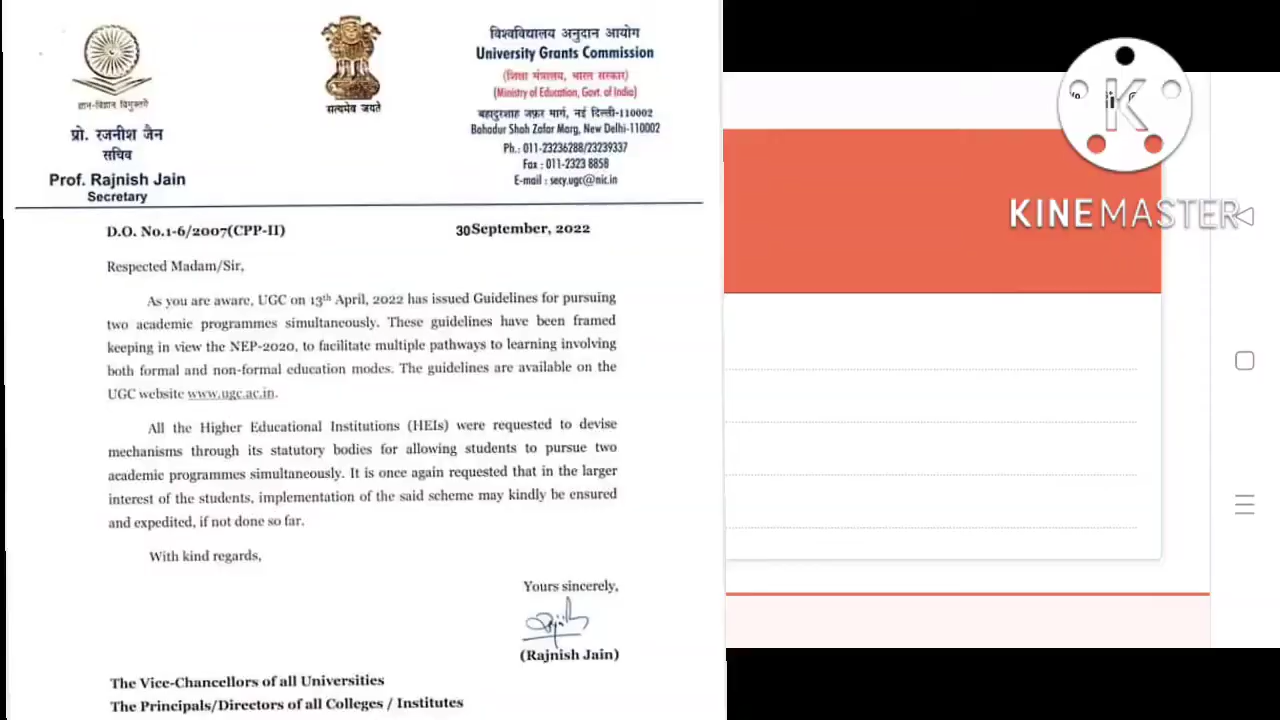 ज्ञान-विज्ञान विमुक्तये
प्रो. रजनीश जैन
सचिव
Prof. Rajnish Jain
Secretary
सत्यमेव जयते
विश्वविद्यालय अनुदान आयोग
University Grants Commission
(शिक्षा मंत्रालय, भारत सरकार)
(Ministry of Education, Govt. of India)
बहादुरशाह ज़फ़र मार्ग, नई दिल्ली-110002
Bahadur Shah Zafar Marg, New Delhi-110002
Ph.: 011-23236288/23239337
Fax : 011-2323 8858
E-mail : secy.ugc@nic.in
D.O. No.1-6/2007(CPP-II)
30September, 2022
Respected Madam/Sir,
As you are aware, UGC on 13th April, 2022 has issued Guidelines for pursuing
two academic programmes simultaneously. These guidelines have been framed
keeping in view the NEP-2020, to facilitate multiple pathways to learning involving
both formal and non-formal education modes. The guidelines are available on the
UGC website www.ugc.ac.in.
All the Higher Educational Institutions (HEIs) were requested to devise
mechanisms through its statutory bodies for allowing students to pursue two
academic programmes simultaneously. It is once again requested that in the larger
interest of the students, implementation of the said scheme may kindly be ensured
and expedited, if not done so far.
With kind regards,
Yours sincerely,
(Rajnish Jain)
The Vice-Chancellors of all Universities
The Principals/Directors of all Colleges / Institutes
K
KINEMASTER